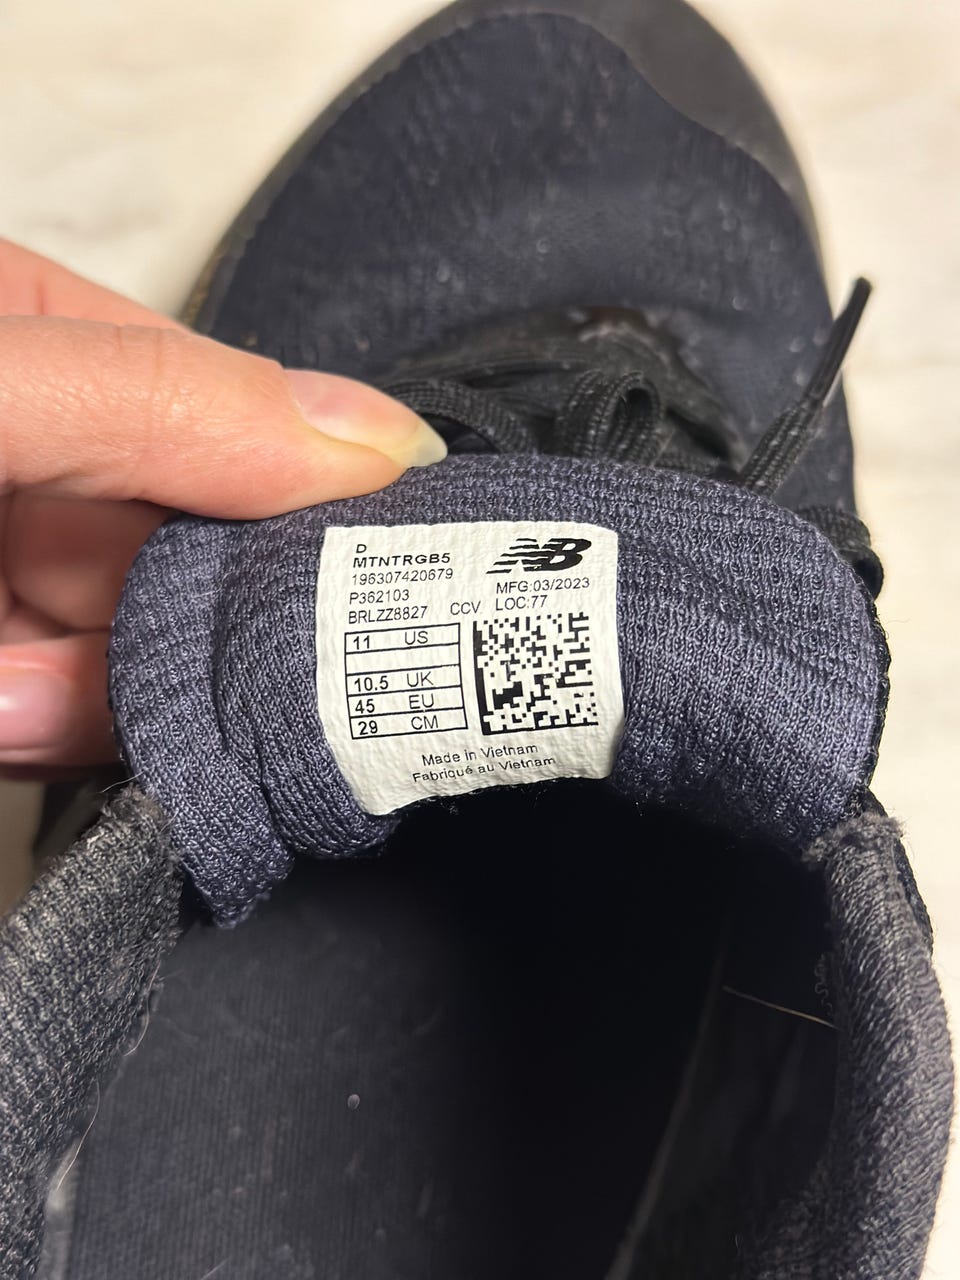 D
MTNTRGB5
196307420679
P362103
BRLZZ8827 CCV
NB
MFG:03/2023
LOC:77
11 US
10.5 UK
45 EU
29 CM
Made in Vietnam
Fabriqué au Vietnam